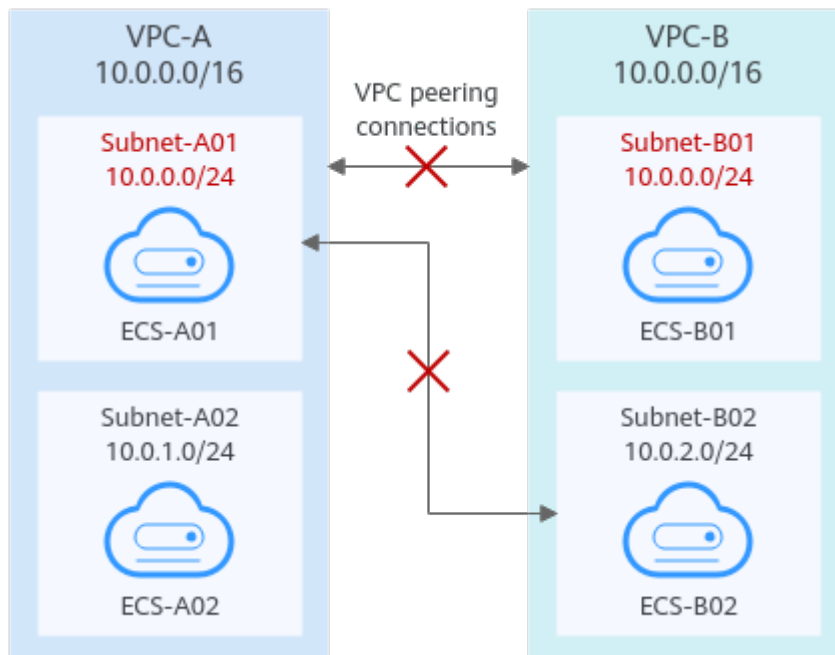 VPC-A
10.0.0.0/16
Subnet-A01
10.0.0.0/24
ECS-A01
Subnet-A02
10.0.1.0/24
ECS-A02
VPC peering
connections
VPC-B
10.0.0.0/16
Subnet-B01
10.0.0.0/24
ECS-B01
Subnet-B02
10.0.2.0/24
ECS-B02